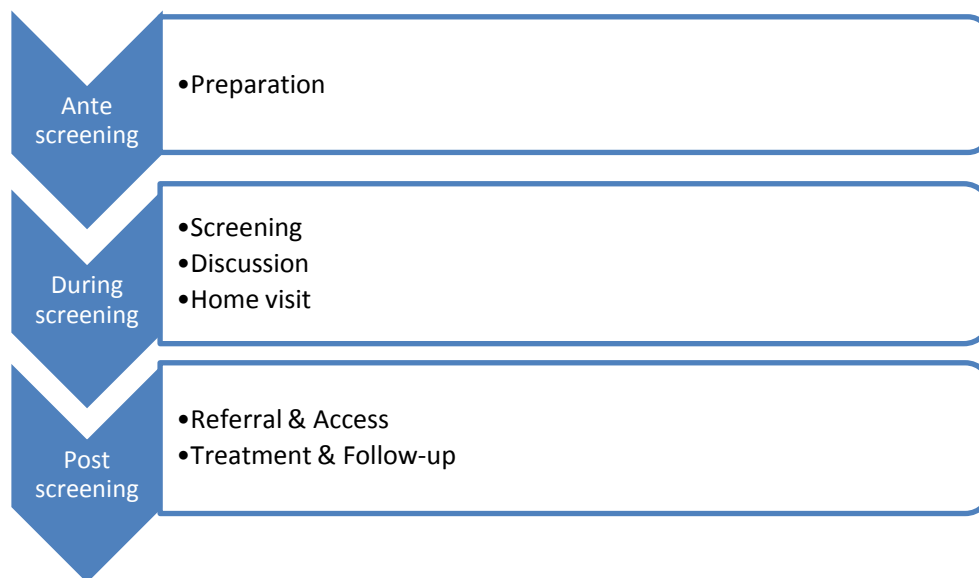 Ante
screening
•Preparation
During
screening
•Screening
•Discussion
•Home visit
Post
screening
•Referral & Access
•Treatment & Follow-up